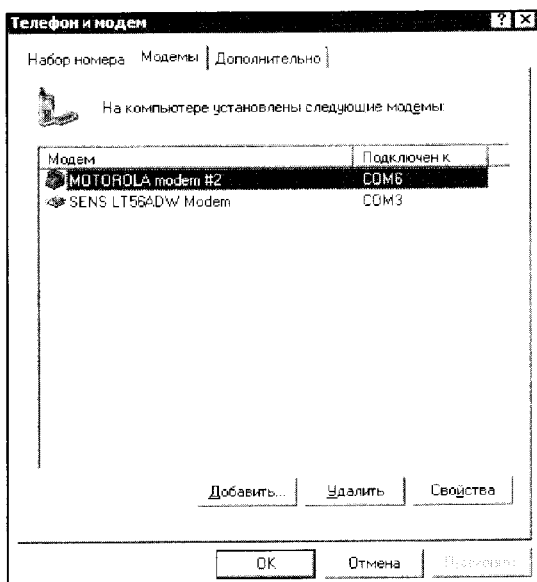 Телефон и модем
Набор номера Модемы Дополнительно
На компьютере установлены следующие модемы:
Модем Подключен к
MOTOROLA modem #2 COM6
SENS LT56ADW Modem COM3
Добавить... Удалить Свойства
OK Отмена Применить